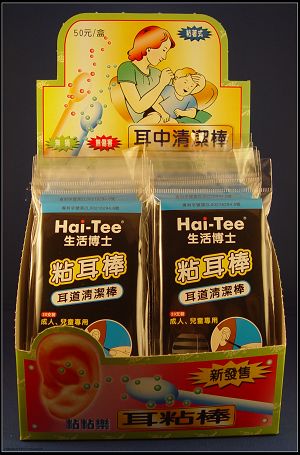 50元/盒
粘著式
耳中清潔棒
Hai-Tee®
生活博士
粘耳棒
耳道清潔棒
成人、兒童專用
Hai-Tee®
生活博士
粘耳棒
耳道清潔棒
成人、兒童專用
新發售
粘粘樂
耳粘棒